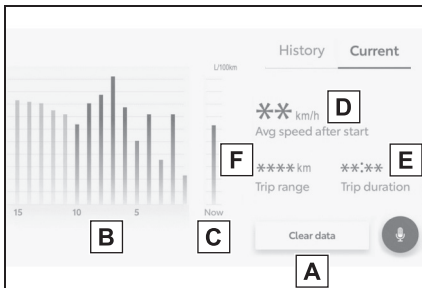 History Current
L/100km
** km/h D
Avg speed after start
F ****km **:** E
Trip range Trip duration
15 10 5 Now
B C Clear data
A